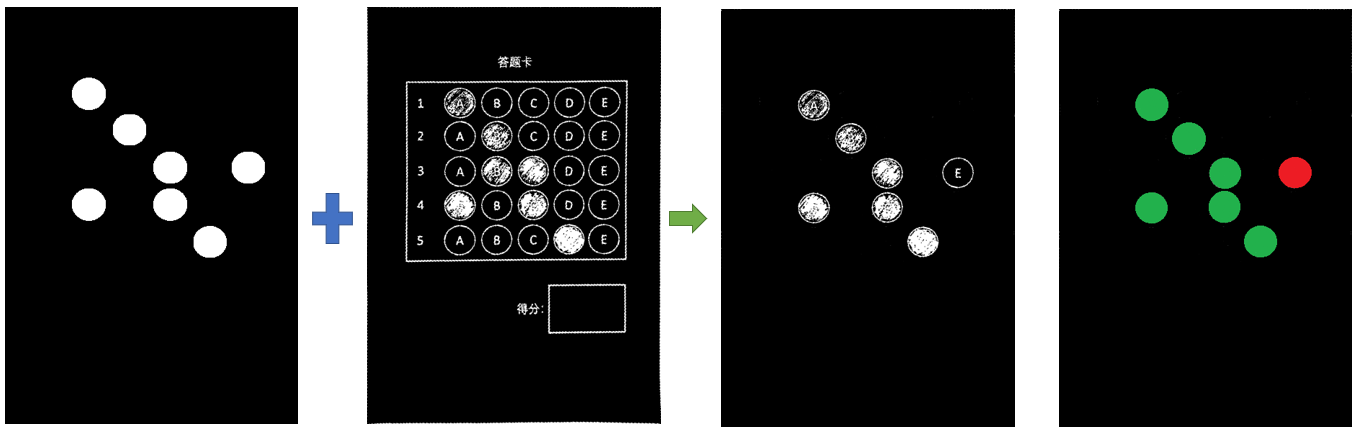 答题卡
1 A B C D E
2 A C D E
3 A B D E
4 B D E
5 A B C E
得分:
A
E